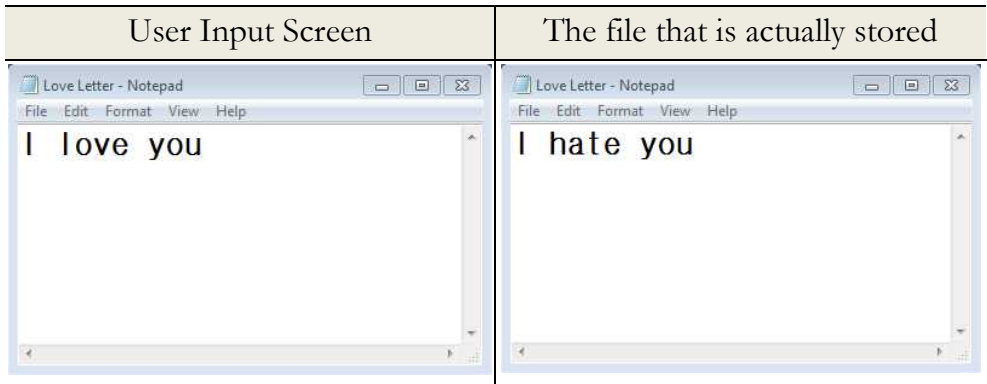 User Input Screen
The file that is actually stored
Love Letter - Notepad
File Edit Format View Help
I love you
Love Letter - Notepad
File Edit Format View Help
I hate you